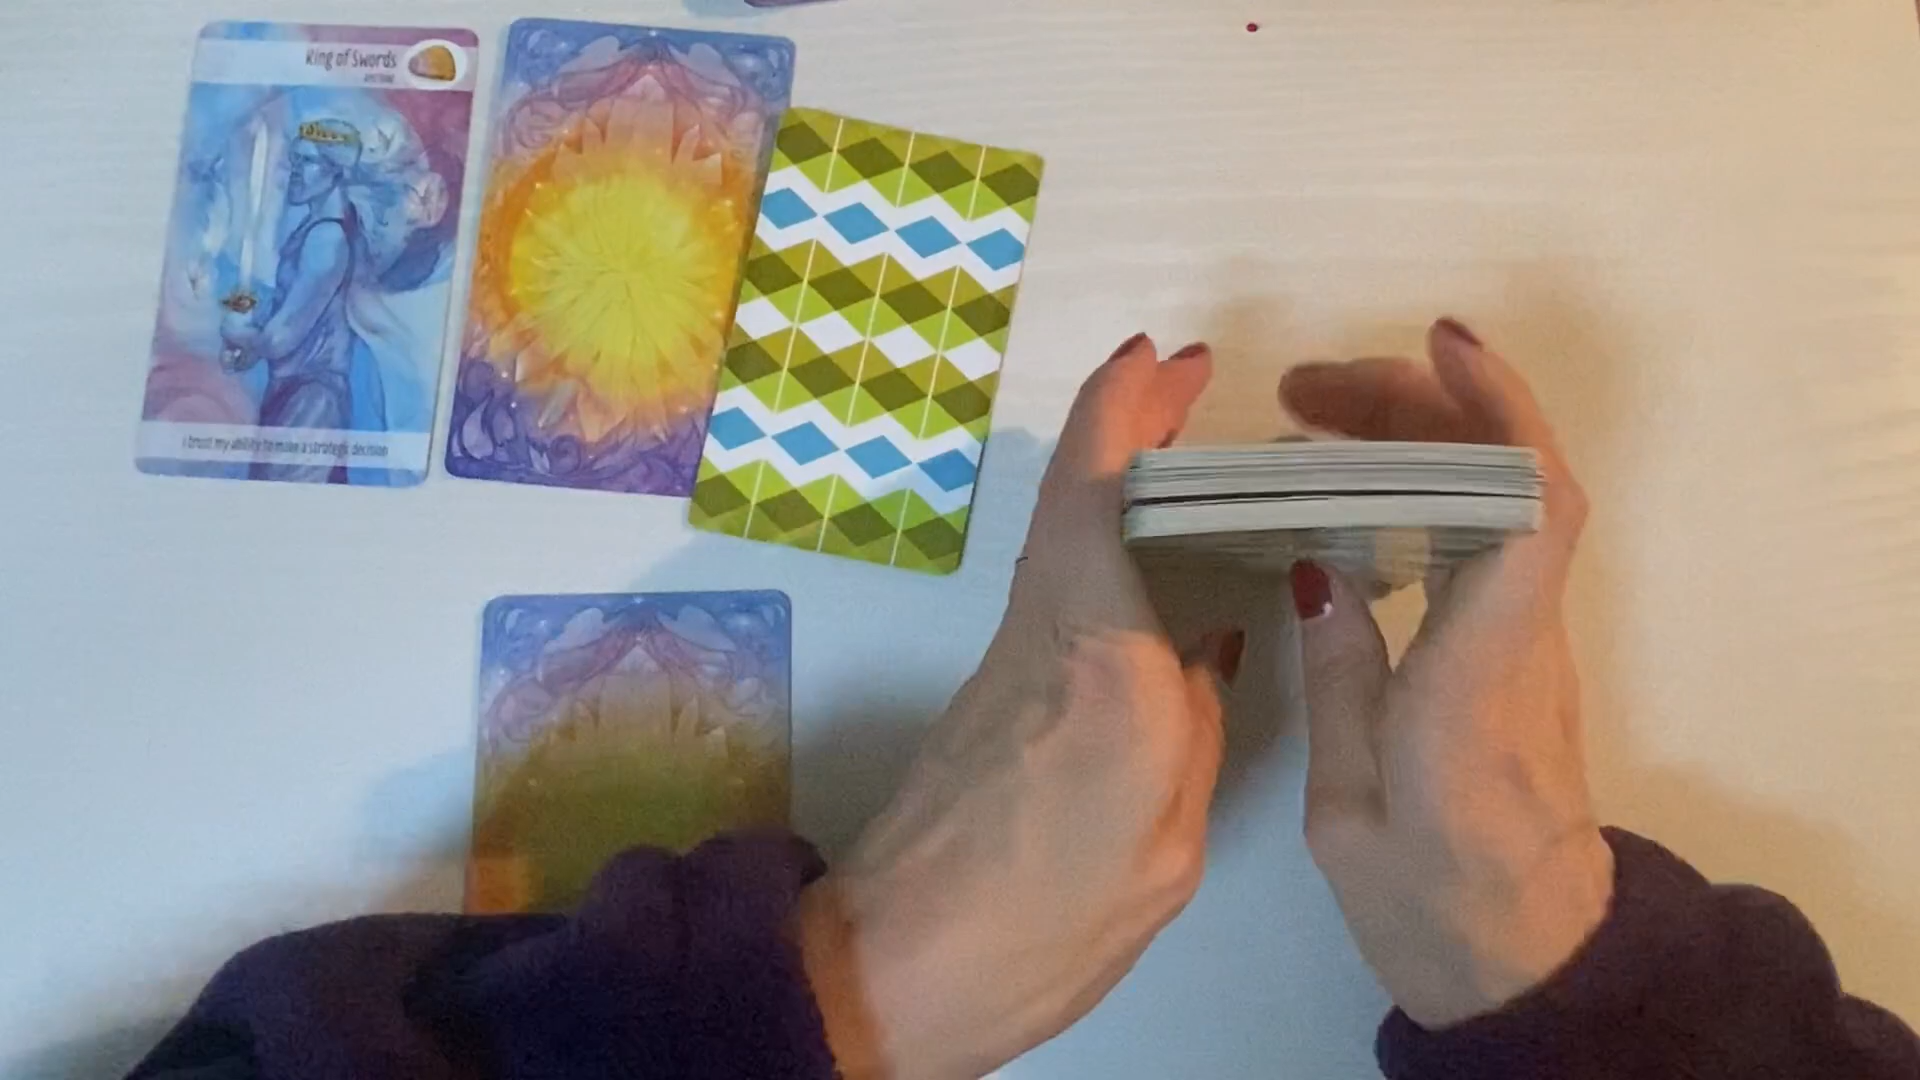 King of Swords
I trust my ability to make a strategic decision